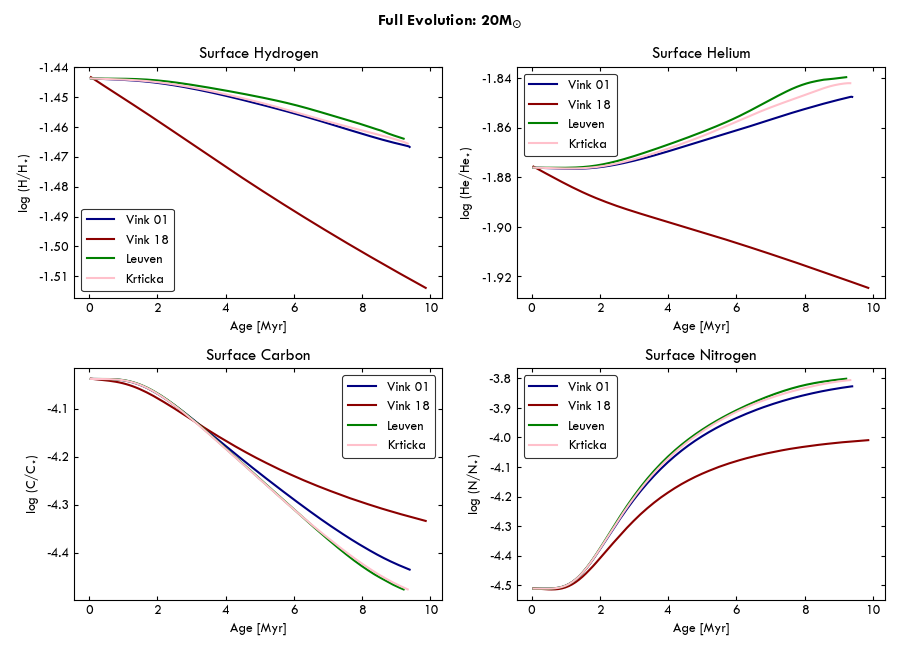 Full Evolution: 20M⊙
Surface Hydrogen
log (H/H⋆)
-1.44
-1.45
-1.46
-1.47
-1.48
-1.49
-1.50
-1.51
Vink 01
Vink 18
Leuven
Krticka
0 2 4 6 8 10
Age [Myr]
Surface Helium
log (He/He⋆)
-1.84
-1.86
-1.88
-1.90
-1.92
Vink 01
Vink 18
Leuven
Krticka
0 2 4 6 8 10
Age [Myr]
Surface Carbon
log (C/C⋆)
-4.1
-4.2
-4.3
-4.4
Vink 01
Vink 18
Leuven
Krticka
0 2 4 6 8 10
Age [Myr]
Surface Nitrogen
log (N/N⋆)
-3.8
-3.9
-4.0
-4.1
-4.2
-4.3
-4.4
-4.5
Vink 01
Vink 18
Leuven
Krticka
0 2 4 6 8 10
Age [Myr]